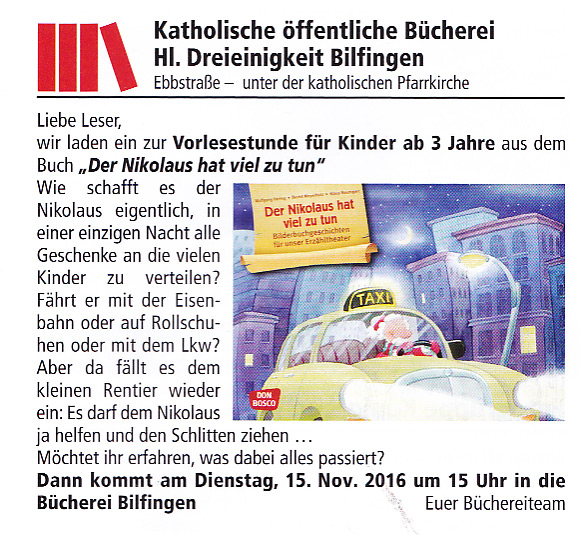 Katholische öffentliche Bücherei
Hl. Dreieinigkeit Bilfingen
Ebbstraße – unter der katholischen Pfarrkirche
Liebe Leser,
wir laden ein zur Vorlesestunde für Kinder ab 3 Jahre aus dem
Buch „Der Nikolaus hat viel zu tun“
Wie schafft es der
Nikolaus eigentlich, in
einer einzigen Nacht alle
Geschenke an die vielen
Kinder zu verteilen?
Fährt er mit der Eisen-
bahn oder auf Rollschu-
hen oder mit dem Lkw?
Aber da fällt es dem
kleinen Rentier wieder
ein: Es darf dem Nikolaus
ja helfen und den Schlitten ziehen …
Möchtet ihr erfahren, was dabei alles passiert?
Dann kommt am Dienstag, 15. Nov. 2016 um 15 Uhr in die
Bücherei Bilfingen Euer Büchereiteam
Der Nikolaus hat
viel zu tun
Bilderbuchgeschichten
für unser Erzähltheater
TAXI
DON
BOSCO